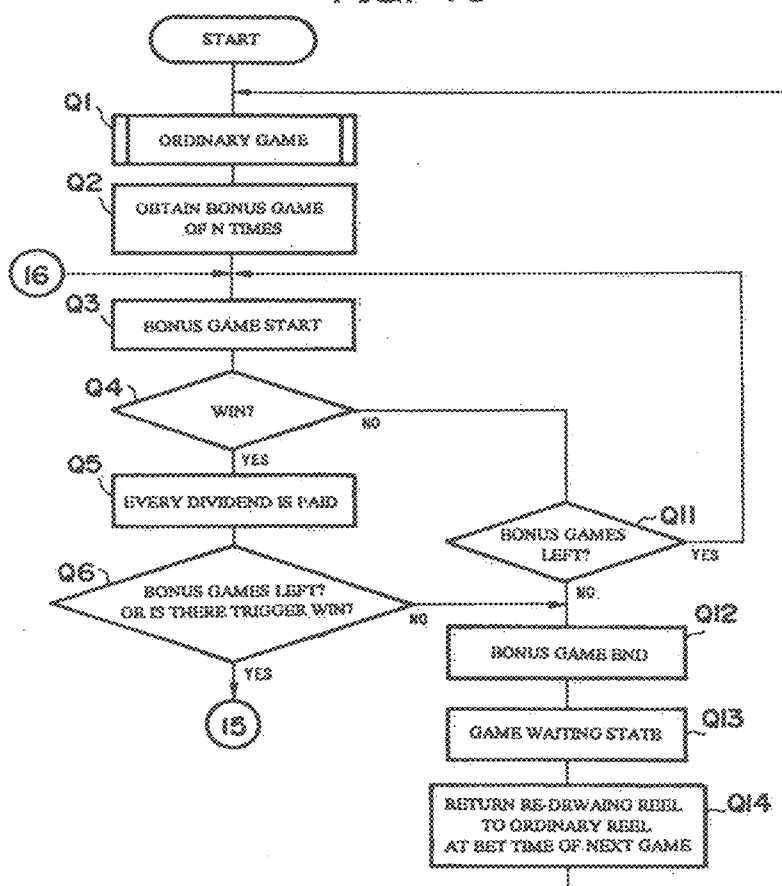 START
Q1
ORDINARY GAME
Q2
OBTAIN BONUS GAME
OF N TIMES
16
Q3
BONUS GAME START
Q4
WIN?
NO
YES
Q5
EVERY DIVIDEND IS PAID
Q11
BONUS GAMES
LEFT?
YES
NO
Q6
BONUS GAMES LEFT?
OR IS THERE TRIGGER WIN?
NO
YES
15
Q12
BONUS GAME END
Q13
GAME WAITING STATE
Q14
RETURN RE-DRWAING REEL
TO ORDINARY REEL
AT BET TIME OF NEXT GAME